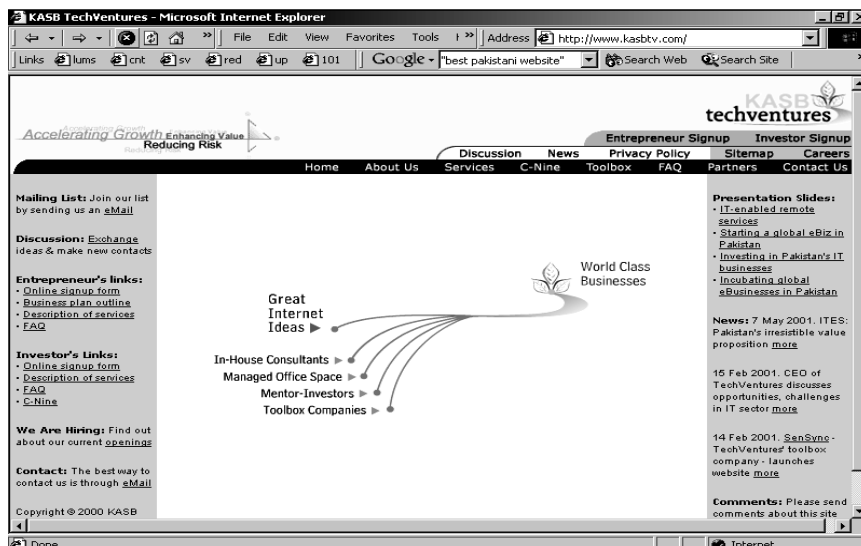 KASB TechVentures - Microsoft Internet Explorer
File Edit View Favorites Tools Address http://www.kasbtv.com/
Links lums cnt sv red up 101 Google "best pakistani website" Search Web Search Site
KASB
techventures
Accelerating Growth Enhancing Value
Reducing Risk
Entrepreneur Signup Investor Signup
Discussion News Privacy Policy Sitemap Careers
Home About Us Services C-Nine Toolbox FAQ Partners Contact Us
Mailing List: Join our list
by sending us an eMail
Discussion: Exchange
ideas & make new contacts
Entrepreneur's links:
· Online signup form
· Business plan outline
· Description of services
· FAQ
Investor's Links:
· Online signup form
· Description of services
· FAQ
· C-Nine
We Are Hiring: Find out
about our current openings
Contact: The best way to
contact us is through eMail
Copyright © 2000 KASB
World Class
Businesses
Great
Internet
Ideas
In-House Consultants
Managed Office Space
Mentor-Investors
Toolbox Companies
Presentation Slides:
· IT-enabled remote
services
· Starting a global eBiz in
Pakistan
· Investing in Pakistan's IT
businesses
· Incubating global
eBusinesses in Pakistan
News: 7 May 2001. ITES:
Pakistan's irresistible value
proposition more
15 Feb 2001. CEO of
TechVentures discusses
opportunities, challenges
in IT sector more
14 Feb 2001. SenSync -
TechVentures' toolbox
company - launches
website more
Comments: Please send
comments about this site
Done Internet